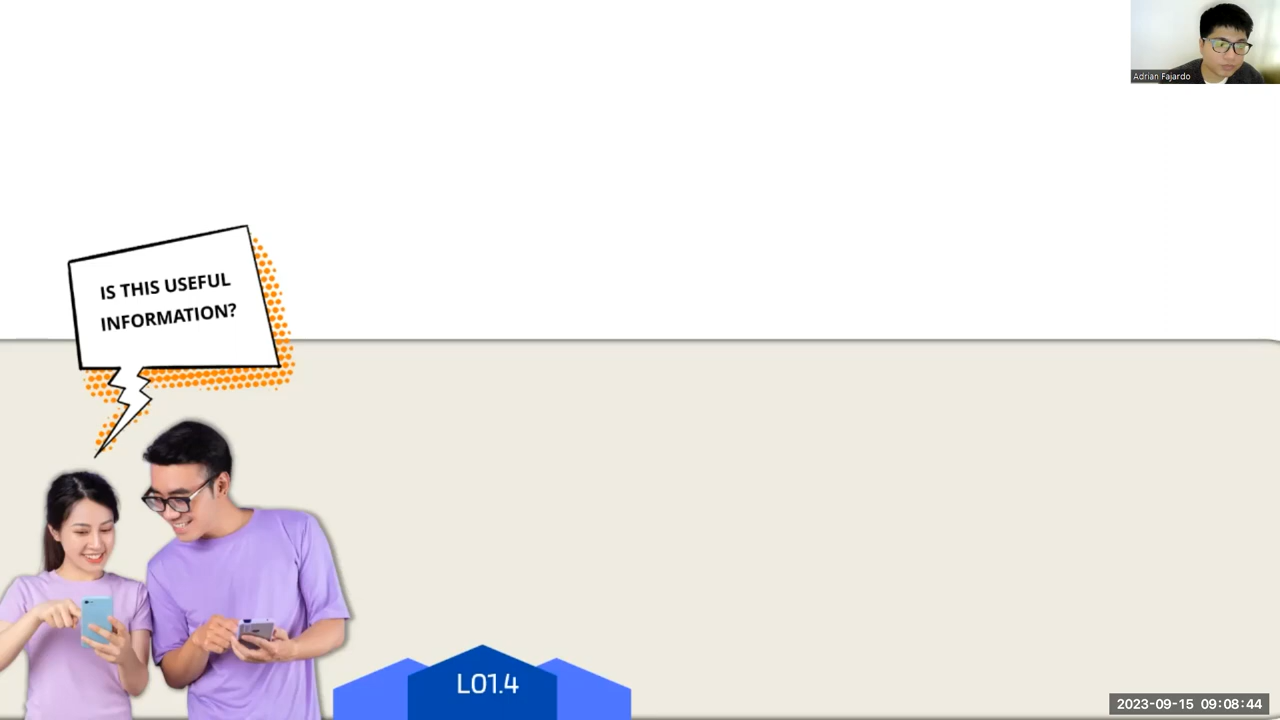 Adrian Fajardo
IS THIS USEFUL
INFORMATION?
LO1.4
2023-09-15 09:08:44